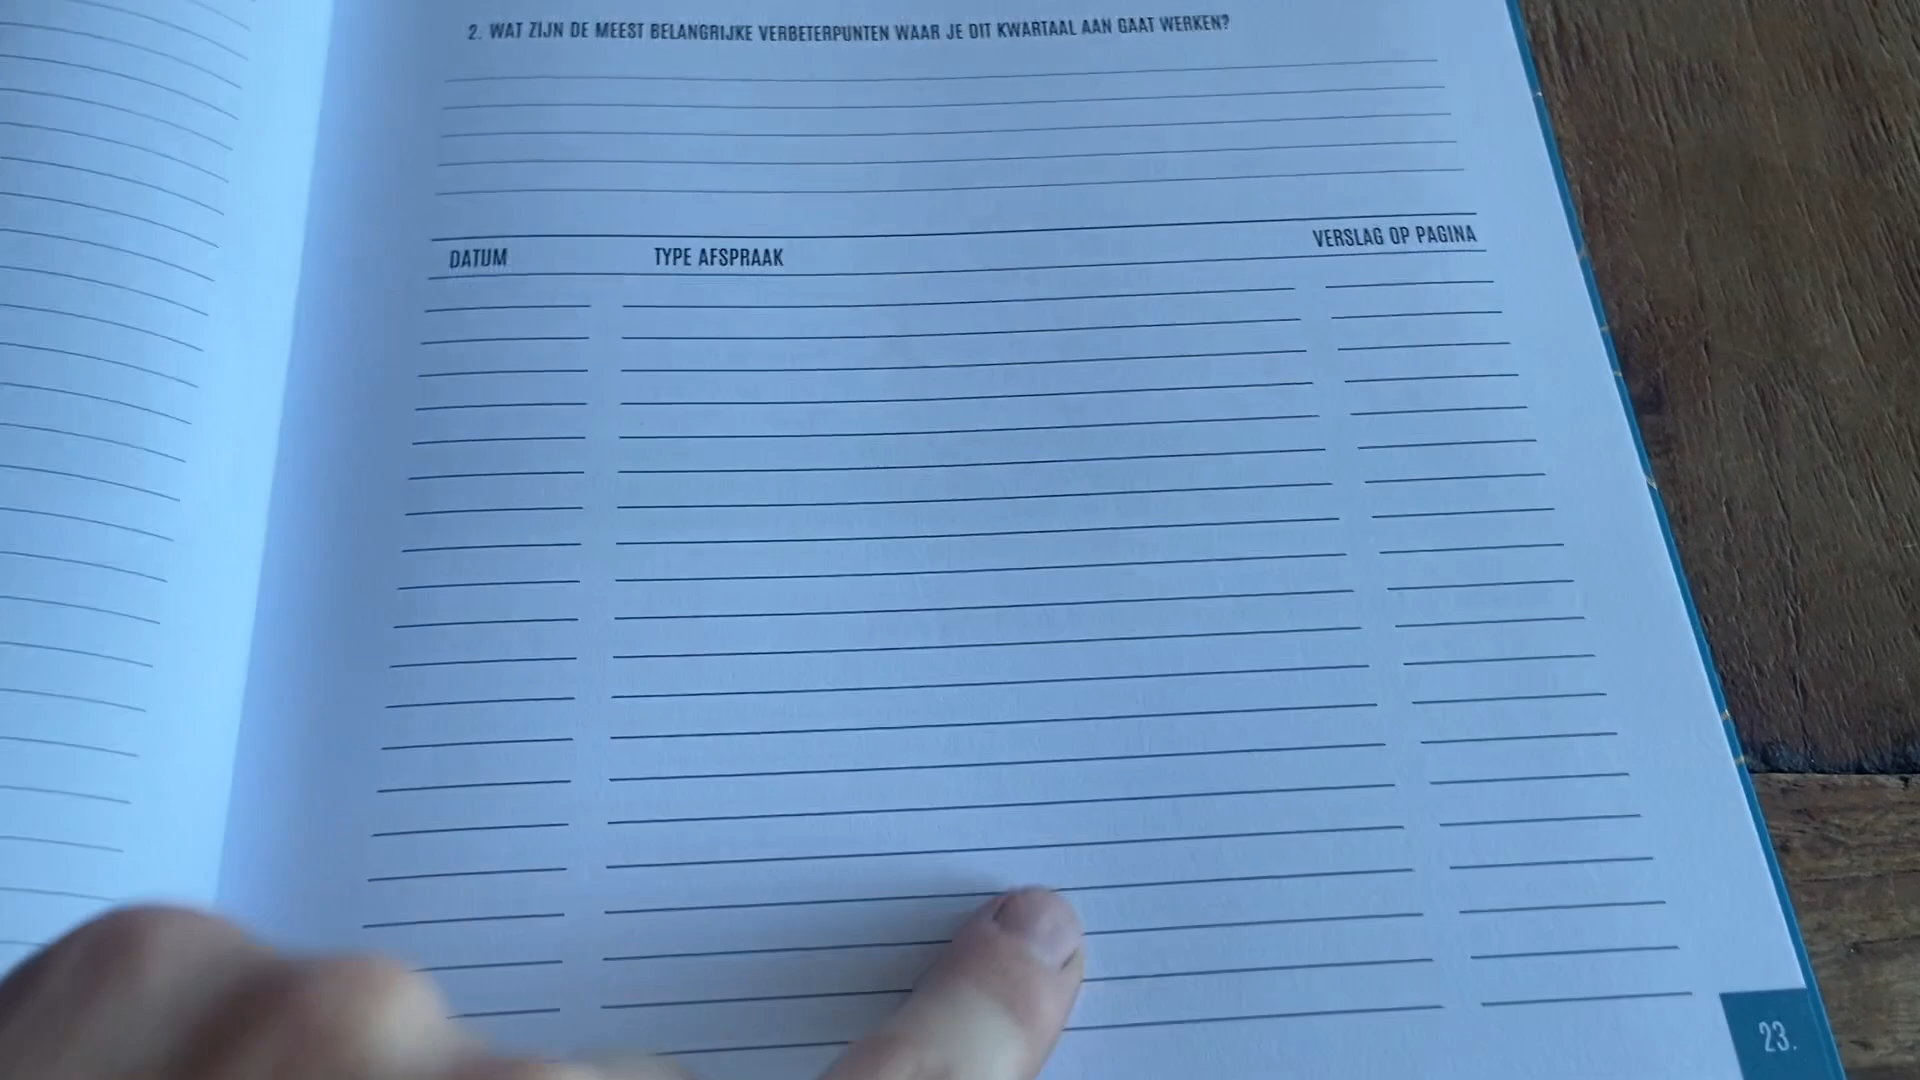 2. WAT ZIJN DE MEEST BELANGRIJKE VERBETERPUNTEN WAAR JE DIT KWARTAAL AAN GAAT WERKEN?
DATUM TYPE AFSPRAAK VERSLAG OP PAGINA
23.